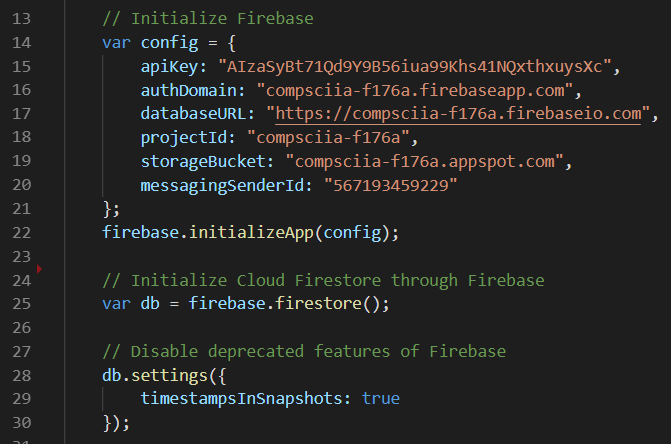 13 // Initialize Firebase
14 var config = {
15 apiKey: "AIzaSyBt71Qd9Y9B56iua99Khs41NQxthxuysXc",
16 authDomain: "compsciia-f176a.firebaseapp.com",
17 databaseURL: "https://compsciia-f176a.firebaseio.com",
18 projectId: "compsciia-f176a",
19 storageBucket: "compsciia-f176a.appspot.com",
20 messagingSenderId: "567193459229"
21 };
22 firebase.initializeApp(config);
23
24 // Initialize Cloud Firestore through Firebase
25 var db = firebase.firestore();
26
27 // Disable deprecated features of Firebase
28 db.settings({
29 timestampsInSnapshots: true
30 });